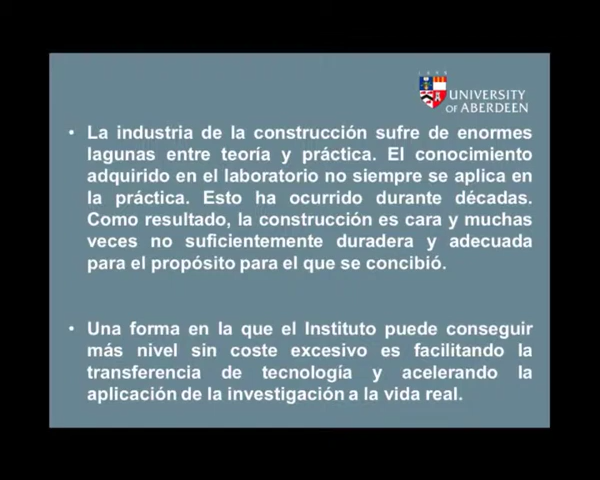 UNIVERSITY
OF ABERDEEN
• La industria de la construcción sufre de enormes
lagunas entre teoría y práctica. El conocimiento
adquirido en el laboratorio no siempre se aplica en
la práctica. Esto ha ocurrido durante décadas.
Como resultado, la construcción es cara y muchas
veces no suficientemente duradera y adecuada
para el propósito para el que se concibió.
• Una forma en la que el Instituto puede conseguir
más nivel sin coste excesivo es facilitando la
transferencia de tecnología y acelerando la
aplicación de la investigación a la vida real.